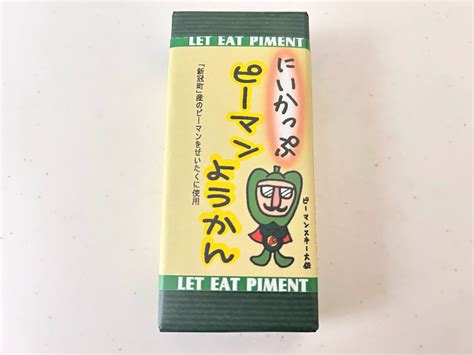 LET EAT PIMENT
にいかっぷ
ピーマン
ようかん
「新冠町」産のピーマンをぜいたくに使用
ピーマンスキー大佐
LET EAT PIMENT